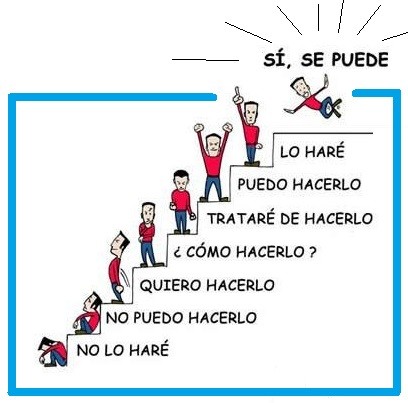 SÍ, SE PUEDE
LO HARÉ
PUEDO HACERLO
TRATARÉ DE HACERLO
¿ CÓMO HACERLO ?
QUIERO HACERLO
NO PUEDO HACERLO
NO LO HARÉ